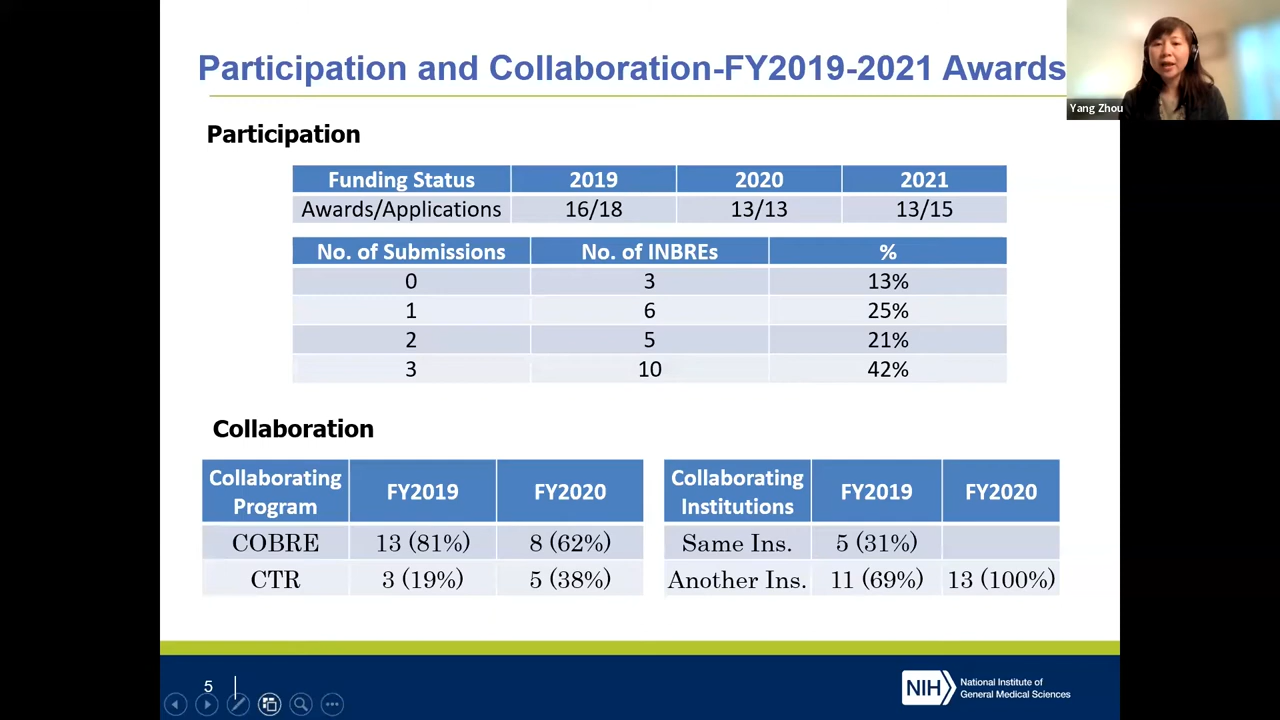 Participation and Collaboration-FY2019-2021 Awards
Yang Zhou
Participation
Funding Status 2019 2020 2021
Awards/Applications 16/18 13/13 13/15
No. of Submissions No. of INBREs %
0 3 13%
1 6 25%
2 5 21%
3 10 42%
Collaboration
Collaborating Program FY2019 FY2020
COBRE 13 (81%) 8 (62%)
CTR 3 (19%) 5 (38%)
Collaborating Institutions FY2019 FY2020
Same Ins. 5 (31%)
Another Ins. 11 (69%) 13 (100%)
5
NIH National Institute of
General Medical Sciences